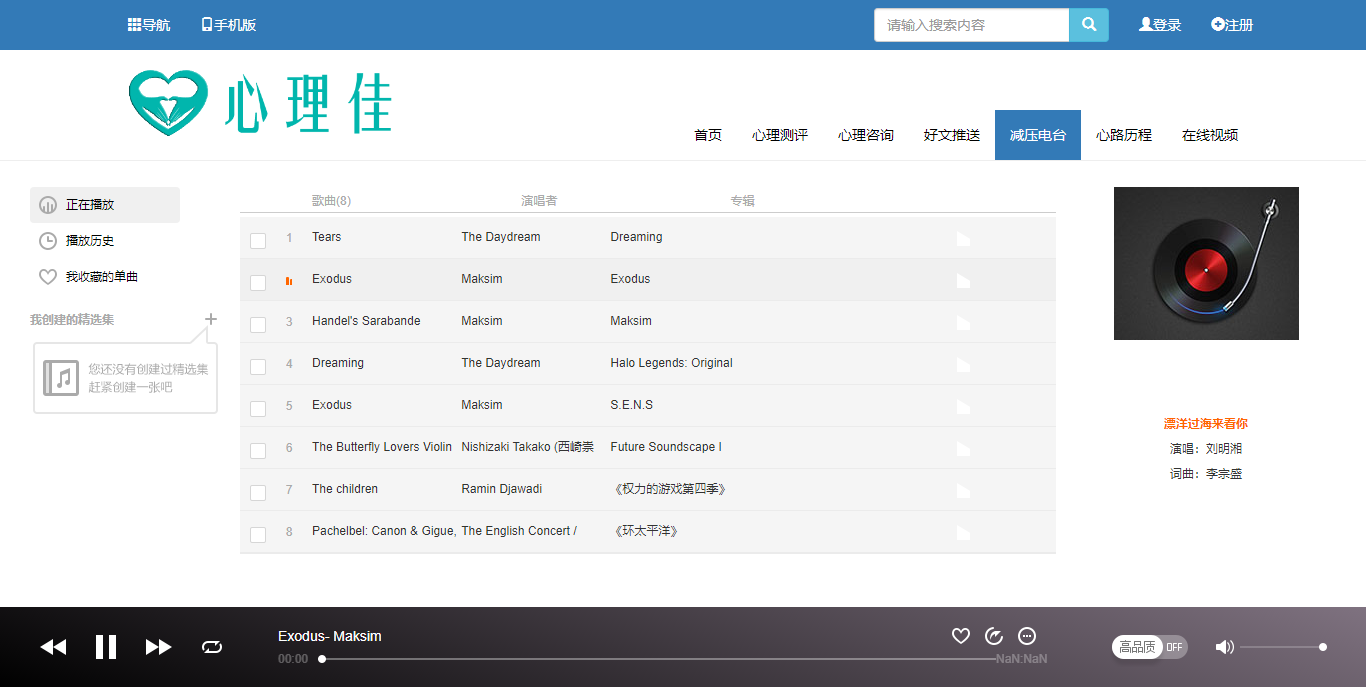 导航 手机版 请输入搜索内容 登录 注册
心理佳
首页 心理测评 心理咨询 好文推送 减压电台 心路历程 在线视频
正在播放
播放历史
我收藏的单曲
我创建的精选集
您还没有创建过精选集
赶紧创建一张吧
歌曲(8) 演唱者 专辑
1 Tears The Daydream Dreaming
Exodus Maksim Exodus
3 Handel's Sarabande Maksim Maksim
4 Dreaming The Daydream Halo Legends: Original
5 Exodus Maksim S.E.N.S
6 The Butterfly Lovers Violin Nishizaki Takako (西崎崇 Future Soundscape I
7 The children Ramin Djawadi 《权力的游戏第四季》
8 Pachelbel: Canon & Gigue, The English Concert / 《环太平洋》
漂洋过海来看你
演唱：刘明湘
词曲：李宗盛
Exodus- Maksim
00:00 NaN:NaN
高品质 OFF